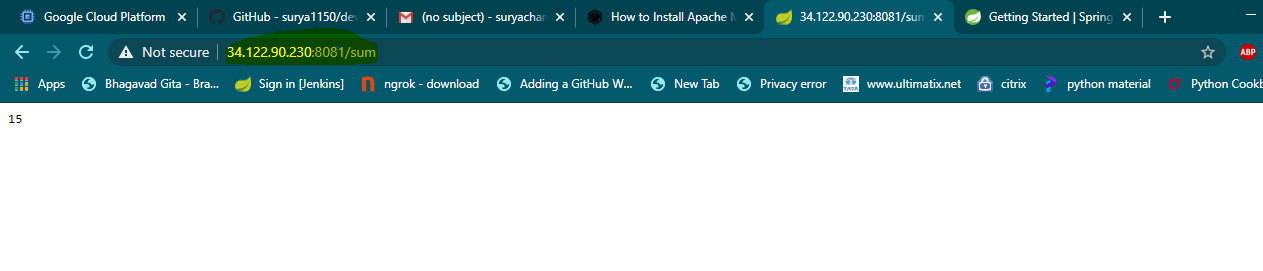 Google Cloud Platform GitHub - surya1150/dev (no subject) - suryachan How to Install Apache M 34.122.90.230:8081/sum Getting Started | Spring
Not secure 34.122.90.230:8081/sum ABP
Apps Bhagavad Gita - Bra... Sign in [Jenkins] ngrok - download Adding a GitHub W... New Tab Privacy error TATA www.ultimatix.net citrix python material Python Cookb
15